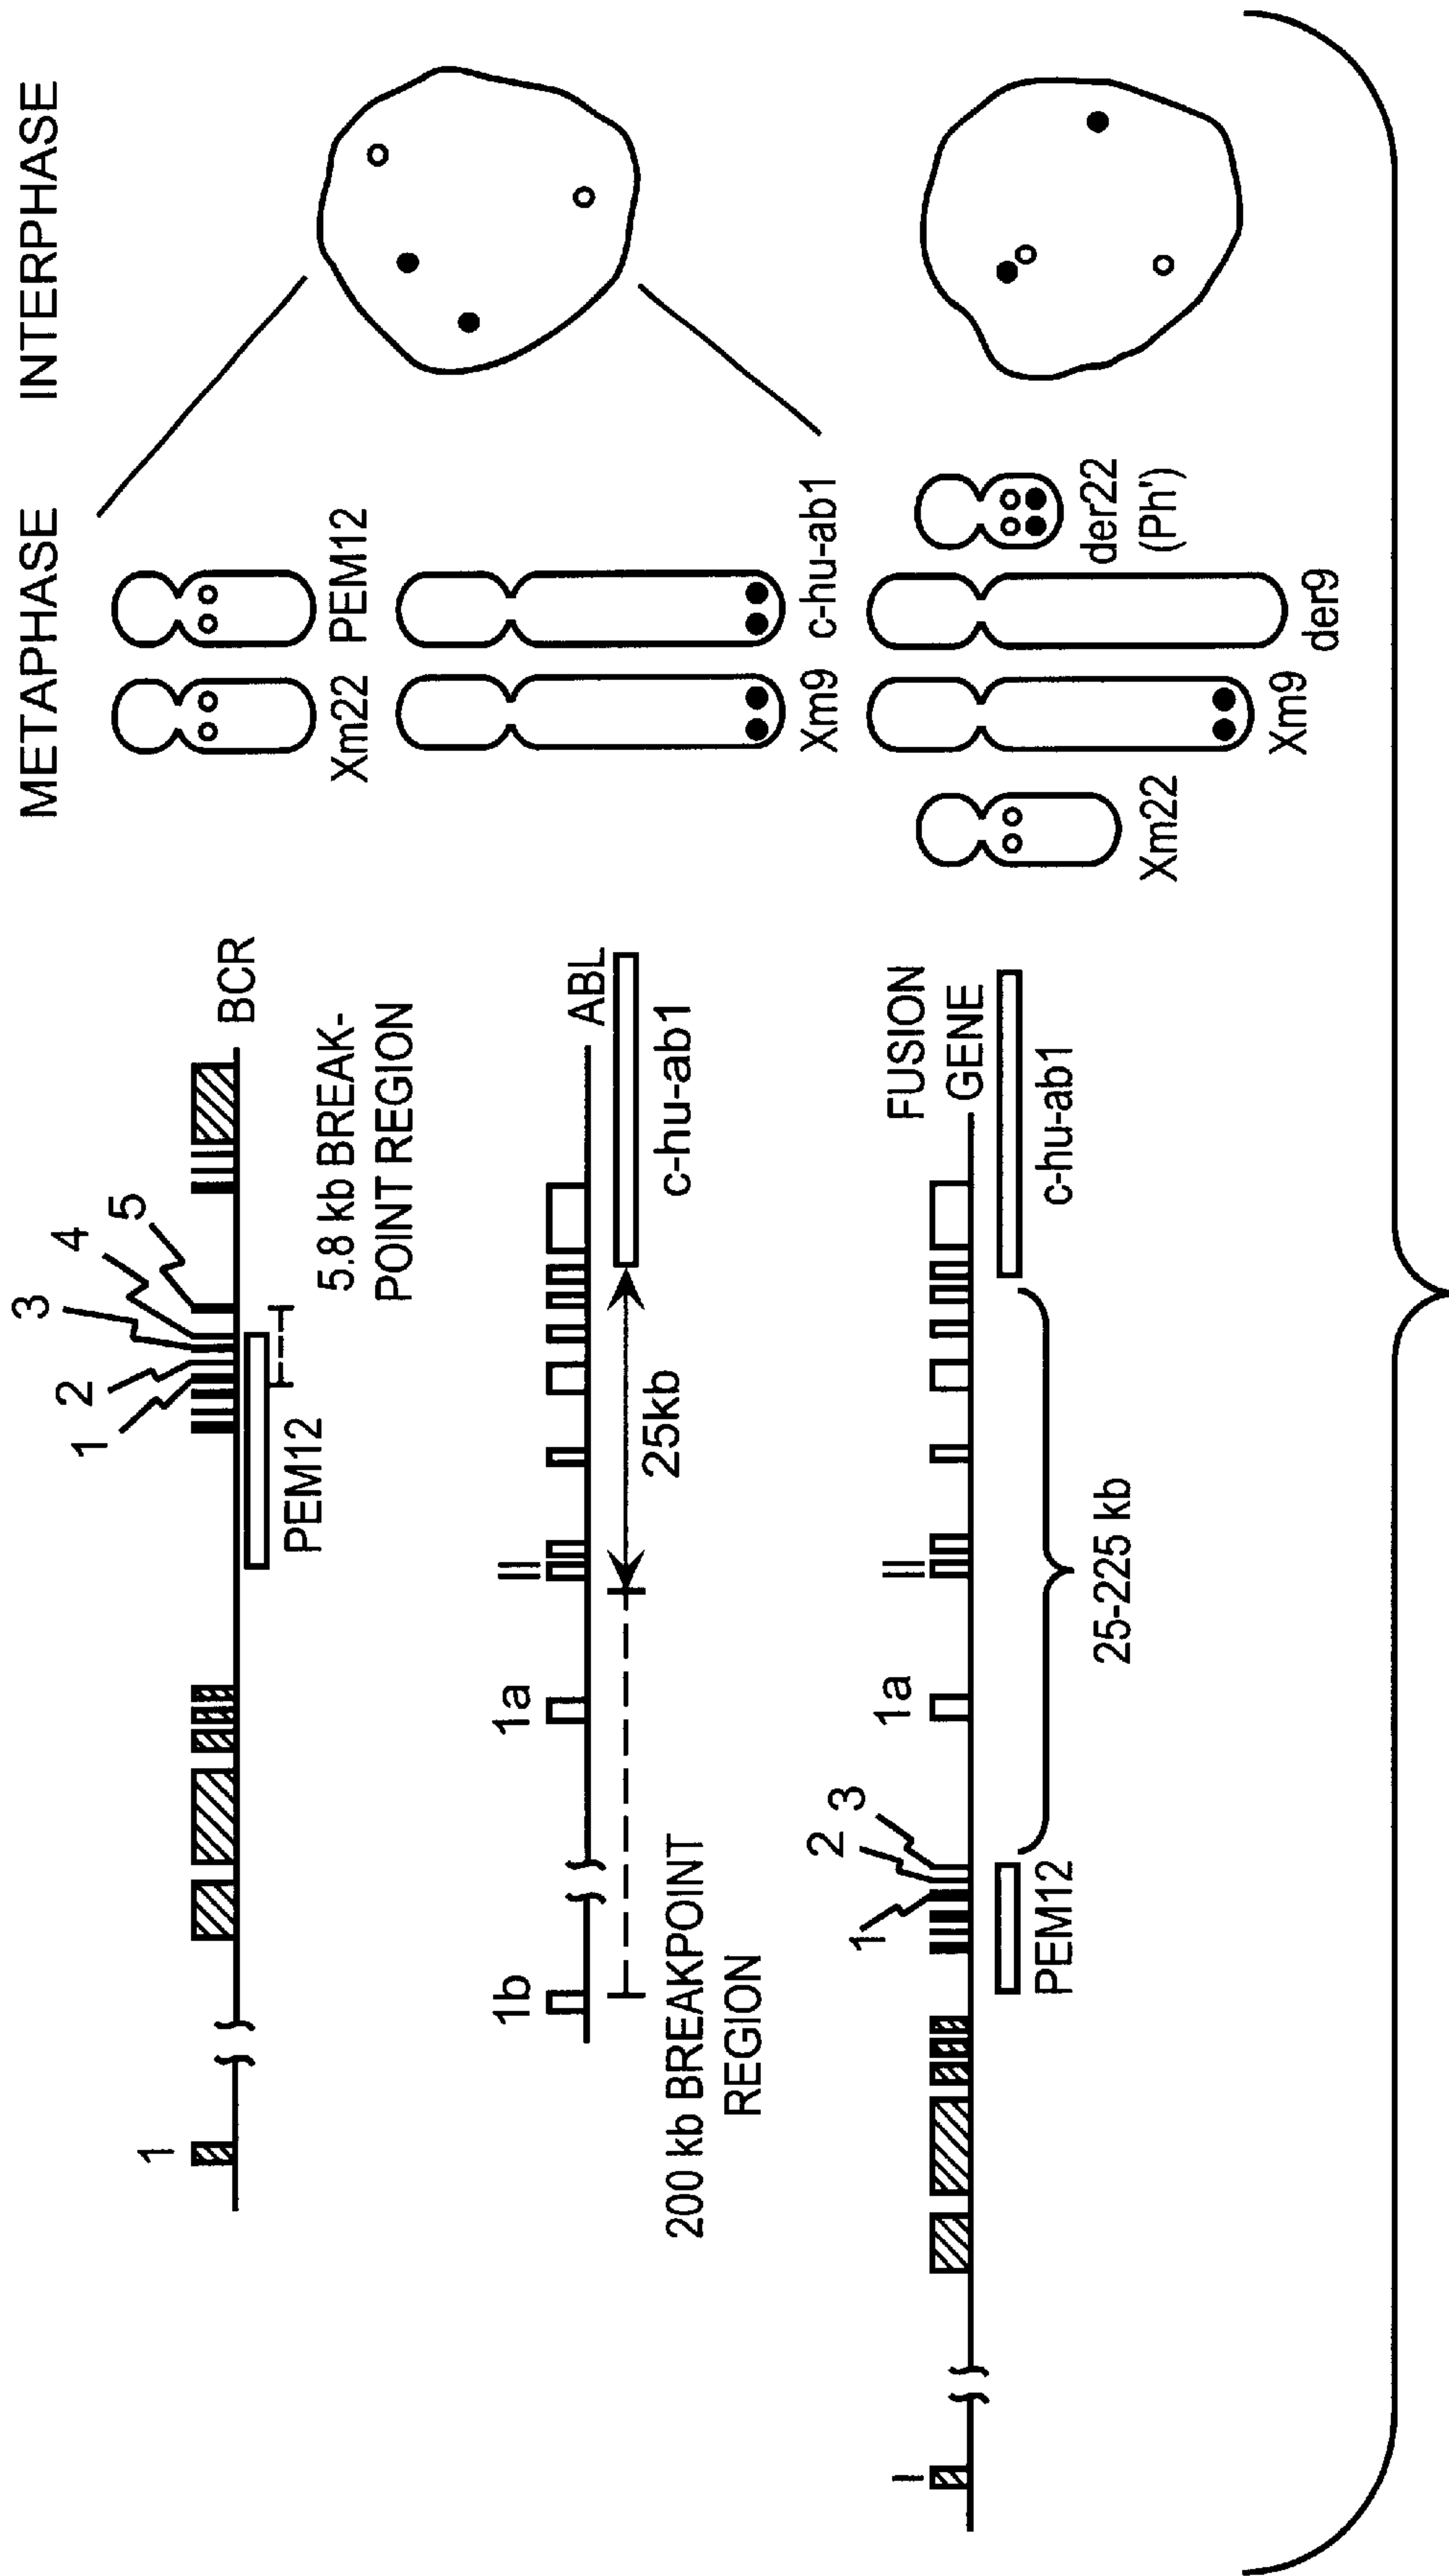 METAPHASE
INTERPHASE
1
1
2
3
4
5
BCR
PEM12
5.8 kb BREAK-
POINT REGION
Xm22
PEM12
1b
1a
II
ABL
25kb
c-hu-ab1
200 kb BREAKPOINT
REGION
Xm9
c-hu-ab1
I
1
2
3
1a
II
FUSION
GENE
PEM12
25-225 kb
c-hu-ab1
Xm22
Xm9
der9
der22
(Ph')